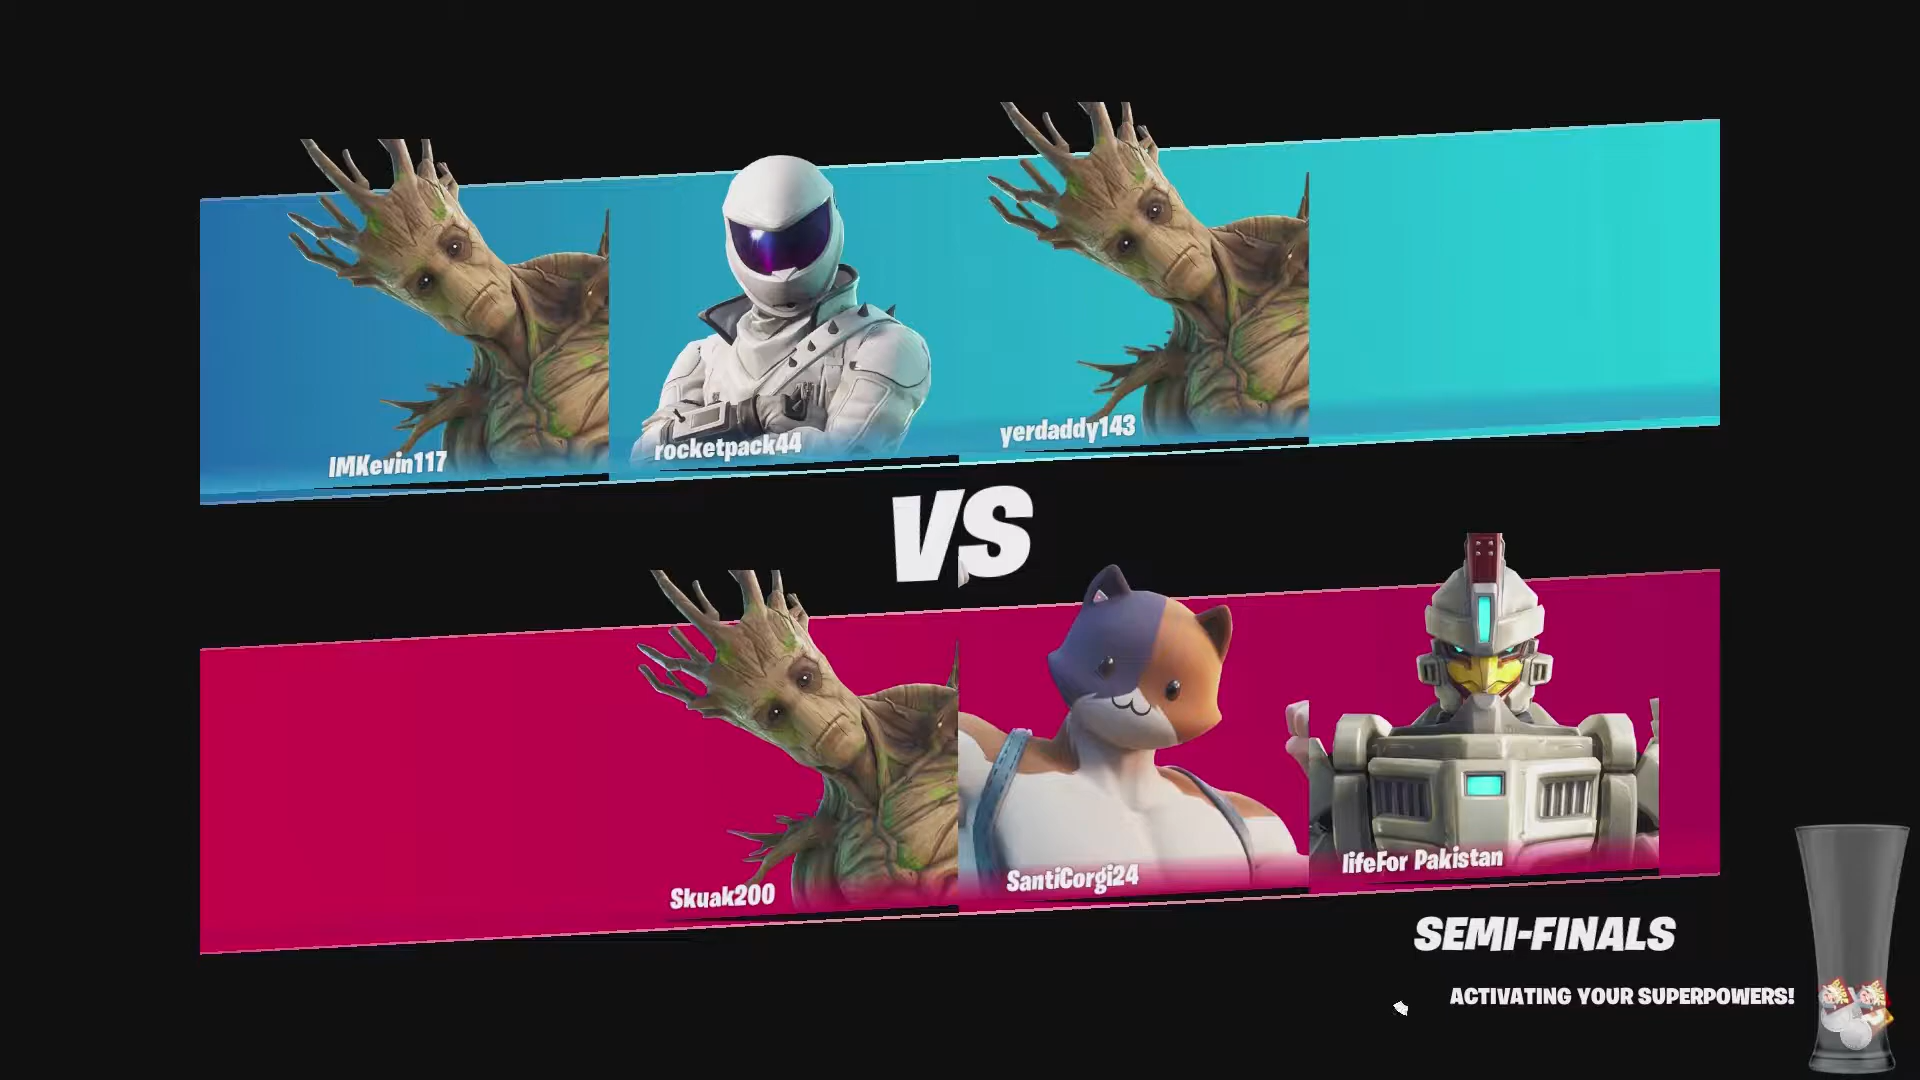 IMKevin117
rocketpack44
yerdaddy143
VS
Skuak200
SantiCorgi24
lifeFor Pakistan
SEMI-FINALS
ACTIVATING YOUR SUPERPOWERS!